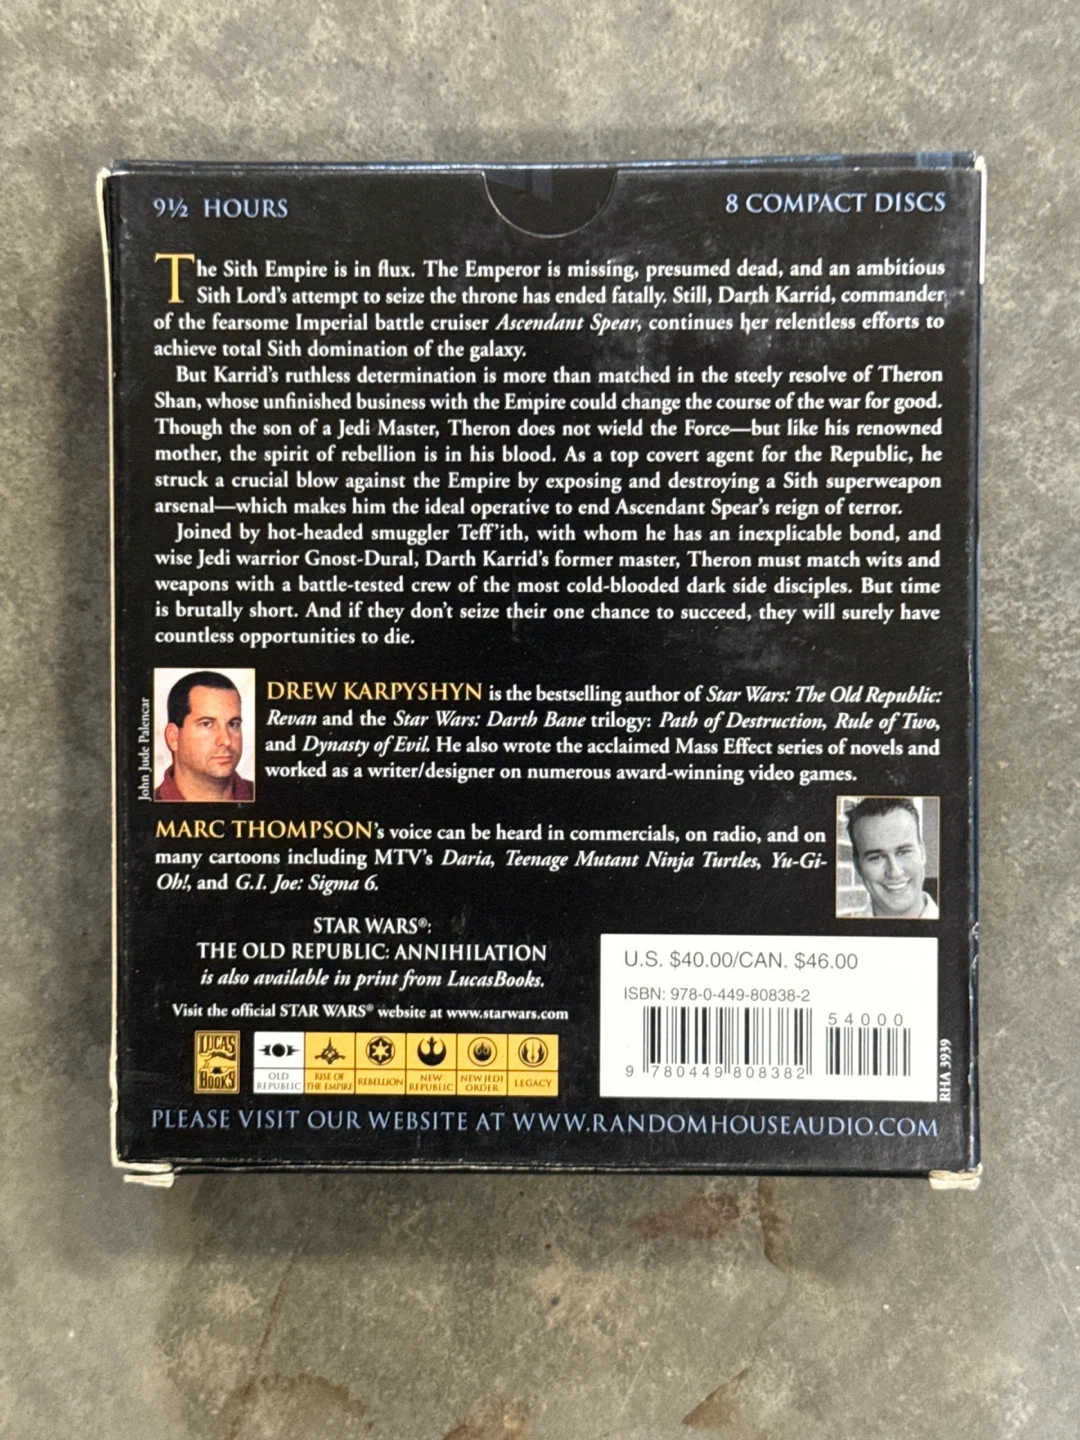 9½ HOURS
8 COMPACT DISCS
The Sith Empire is in flux. The Emperor is missing, presumed dead, and an ambitious
Sith Lord's attempt to seize the throne has ended fatally. Still, Darth Karrid, commander
of the fearsome Imperial battle cruiser Ascendant Spear, continues her relentless efforts to
achieve total Sith domination of the galaxy.
But Karrid's ruthless determination is more than matched in the steely resolve of Theron
Shan, whose unfinished business with the Empire could change the course of the war for good.
Though the son of a Jedi Master, Theron does not wield the Force—but like his renowned
mother, the spirit of rebellion is in his blood. As a top covert agent for the Republic, he
struck a crucial blow against the Empire by exposing and destroying a Sith superweapon
arsenal—which makes him the ideal operative to end Ascendant Spear's reign of terror.
Joined by hot-headed smuggler Teff'ith, with whom he has an inexplicable bond, and
wise Jedi warrior Gnost-Dural, Darth Karrid's former master, Theron must match wits and
weapons with a battle-tested crew of the most cold-blooded dark side disciples. But time
is brutally short. And if they don't seize their one chance to succeed, they will surely have
countless opportunities to die.
John Jude Palencar
DREW KARPYSHYN is the bestselling author of Star Wars: The Old Republic:
Revan and the Star Wars: Darth Bane trilogy: Path of Destruction, Rule of Two,
and Dynasty of Evil. He also wrote the acclaimed Mass Effect series of novels and
worked as a writer/designer on numerous award-winning video games.
MARC THOMPSON's voice can be heard in commercials, on radio, and on
many cartoons including MTV's Daria, Teenage Mutant Ninja Turtles, Yu-Gi-
Oh!, and G.I. Joe: Sigma 6.
STAR WARS®:
THE OLD REPUBLIC: ANNIHILATION
is also available in print from LucasBooks.
Visit the official STAR WARS® website at www.starwars.com
LUCAS
BOOKS
OLD
REPUBLIC
RISE OF
THE EMPIRE
REBELLION
NEW
REPUBLIC
NEW JEDI
ORDER
LEGACY
U.S. $40.00/CAN. $46.00
ISBN: 978-0-449-80838-2
54000
9 780449 808382
RHA 3939
PLEASE VISIT OUR WEBSITE AT WWW.RANDOMHOUSEAUDIO.COM